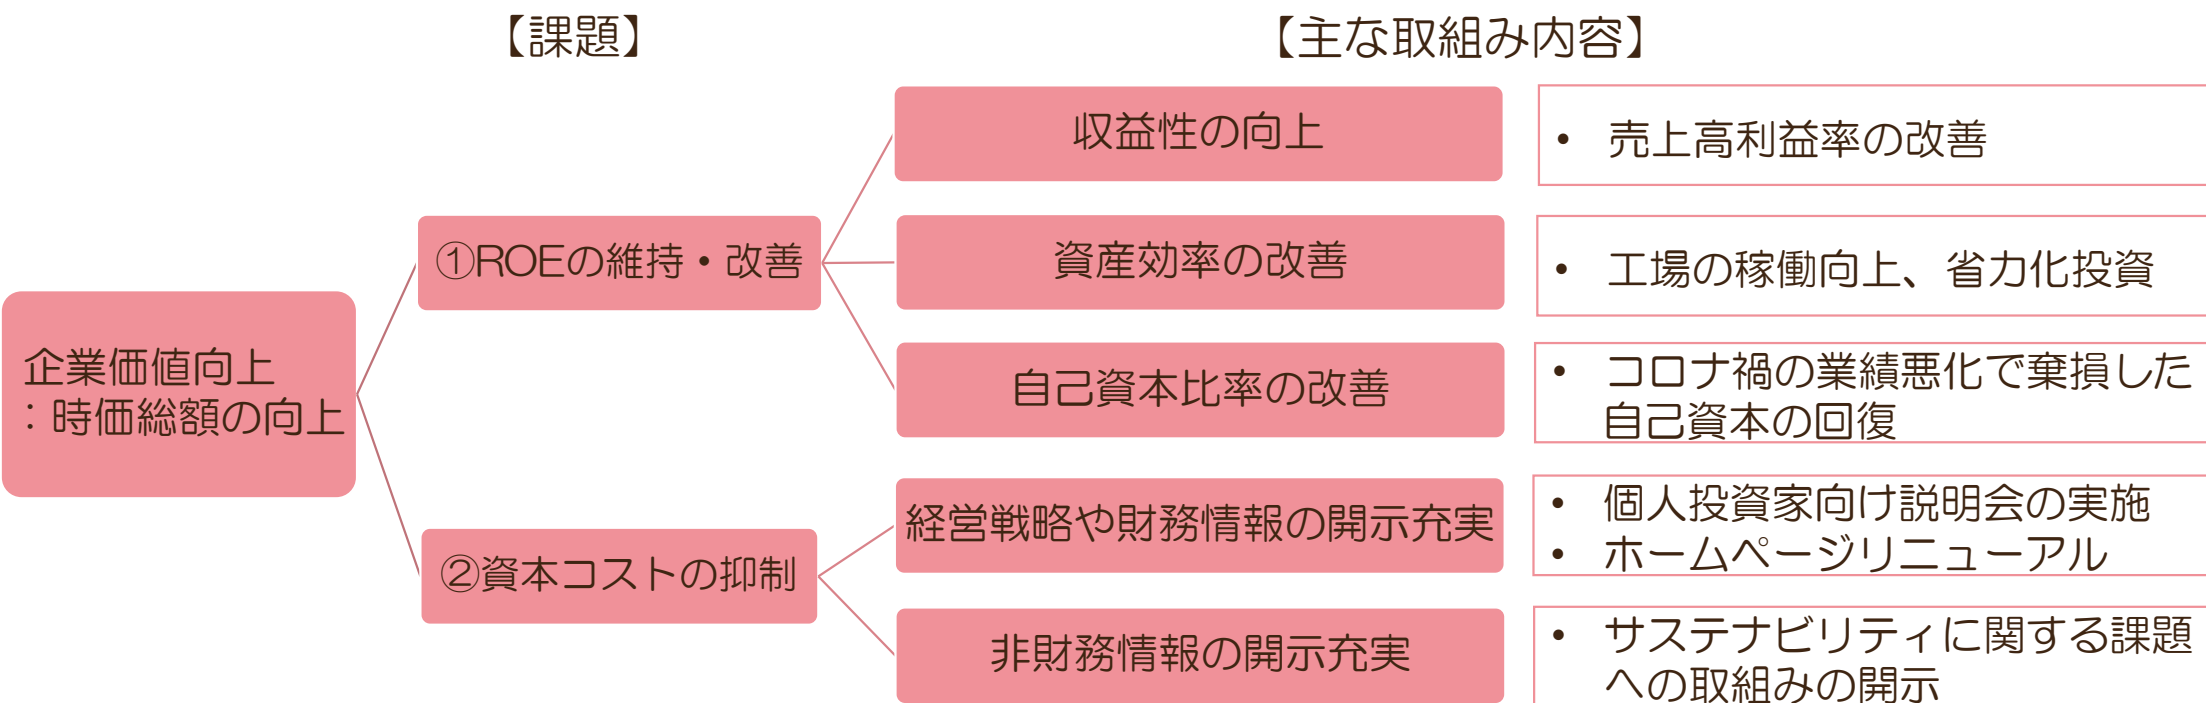 【課題】
【主な取組み内容】
企業価値向上
：時価総額の向上
①ROEの維持・改善
収益性の向上
• 売上高利益率の改善
資産効率の改善
• 工場の稼働向上、省力化投資
自己資本比率の改善
• コロナ禍の業績悪化で棄損した
自己資本の回復
②資本コストの抑制
経営戦略や財務情報の開示充実
• 個人投資家向け説明会の実施
• ホームページリニューアル
非財務情報の開示充実
• サステナビリティに関する課題
への取組みの開示